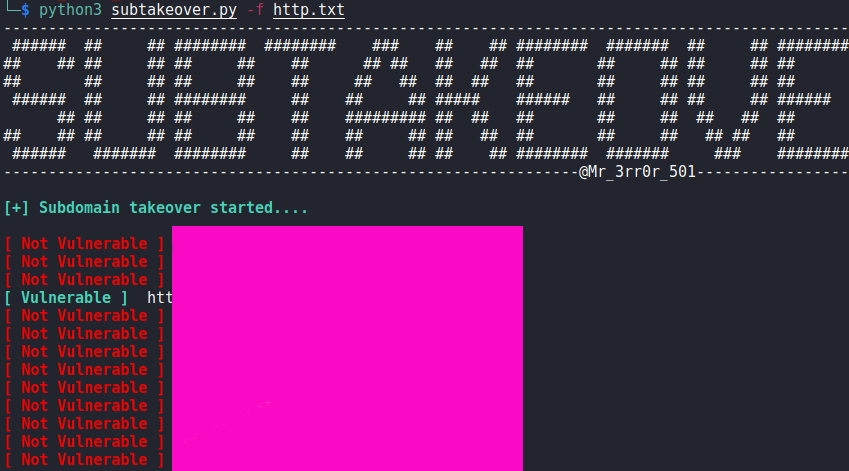 └─$ python3 subtakeover.py -f http.txt
SUBTAKEOVE
@Mr_3rr0r_501
[+] Subdomain takeover started....
[ Not Vulnerable ]
[ Not Vulnerable ]
[ Not Vulnerable ]
[ Vulnerable ] htt
[ Not Vulnerable ]
[ Not Vulnerable ]
[ Not Vulnerable ]
[ Not Vulnerable ]
[ Not Vulnerable ]
[ Not Vulnerable ]
[ Not Vulnerable ]
[ Not Vulnerable ]
[ Not Vulnerable ]